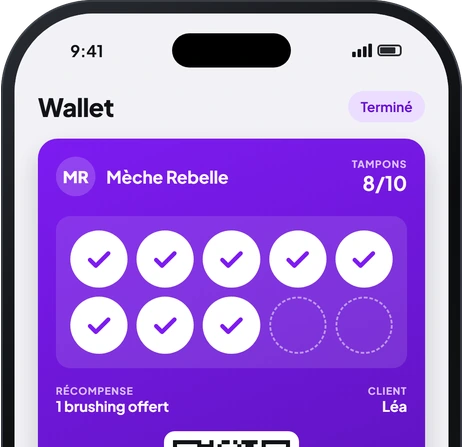 9:41
Wallet
Terminé
MR
Mèche Rebelle
TAMPONS
8/10
RÉCOMPENSE
1 brushing offert
CLIENT
Léa